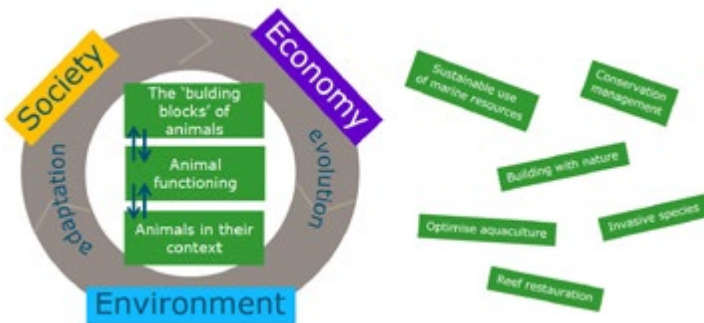 Society
Economy
The 'bulding
blocks' of
animals
Animal
functioning
Animals in their
context
adaptation
evolution
Environment
Sustainable use
of marine resources
Conservation
management
Building with nature
Optimise aquaculture
Invasive species
Reef restauration